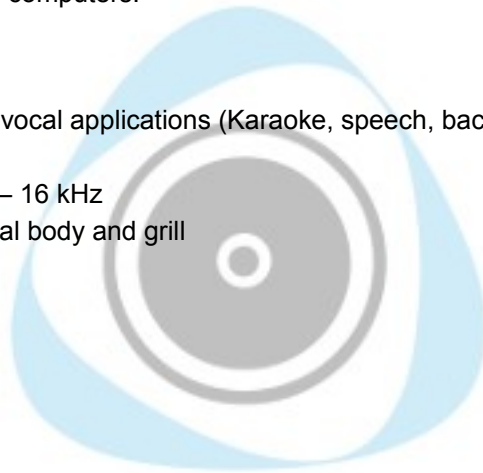 computers.
vocal applications (Karaoke, speech, bac
– 16 kHz
al body and grill